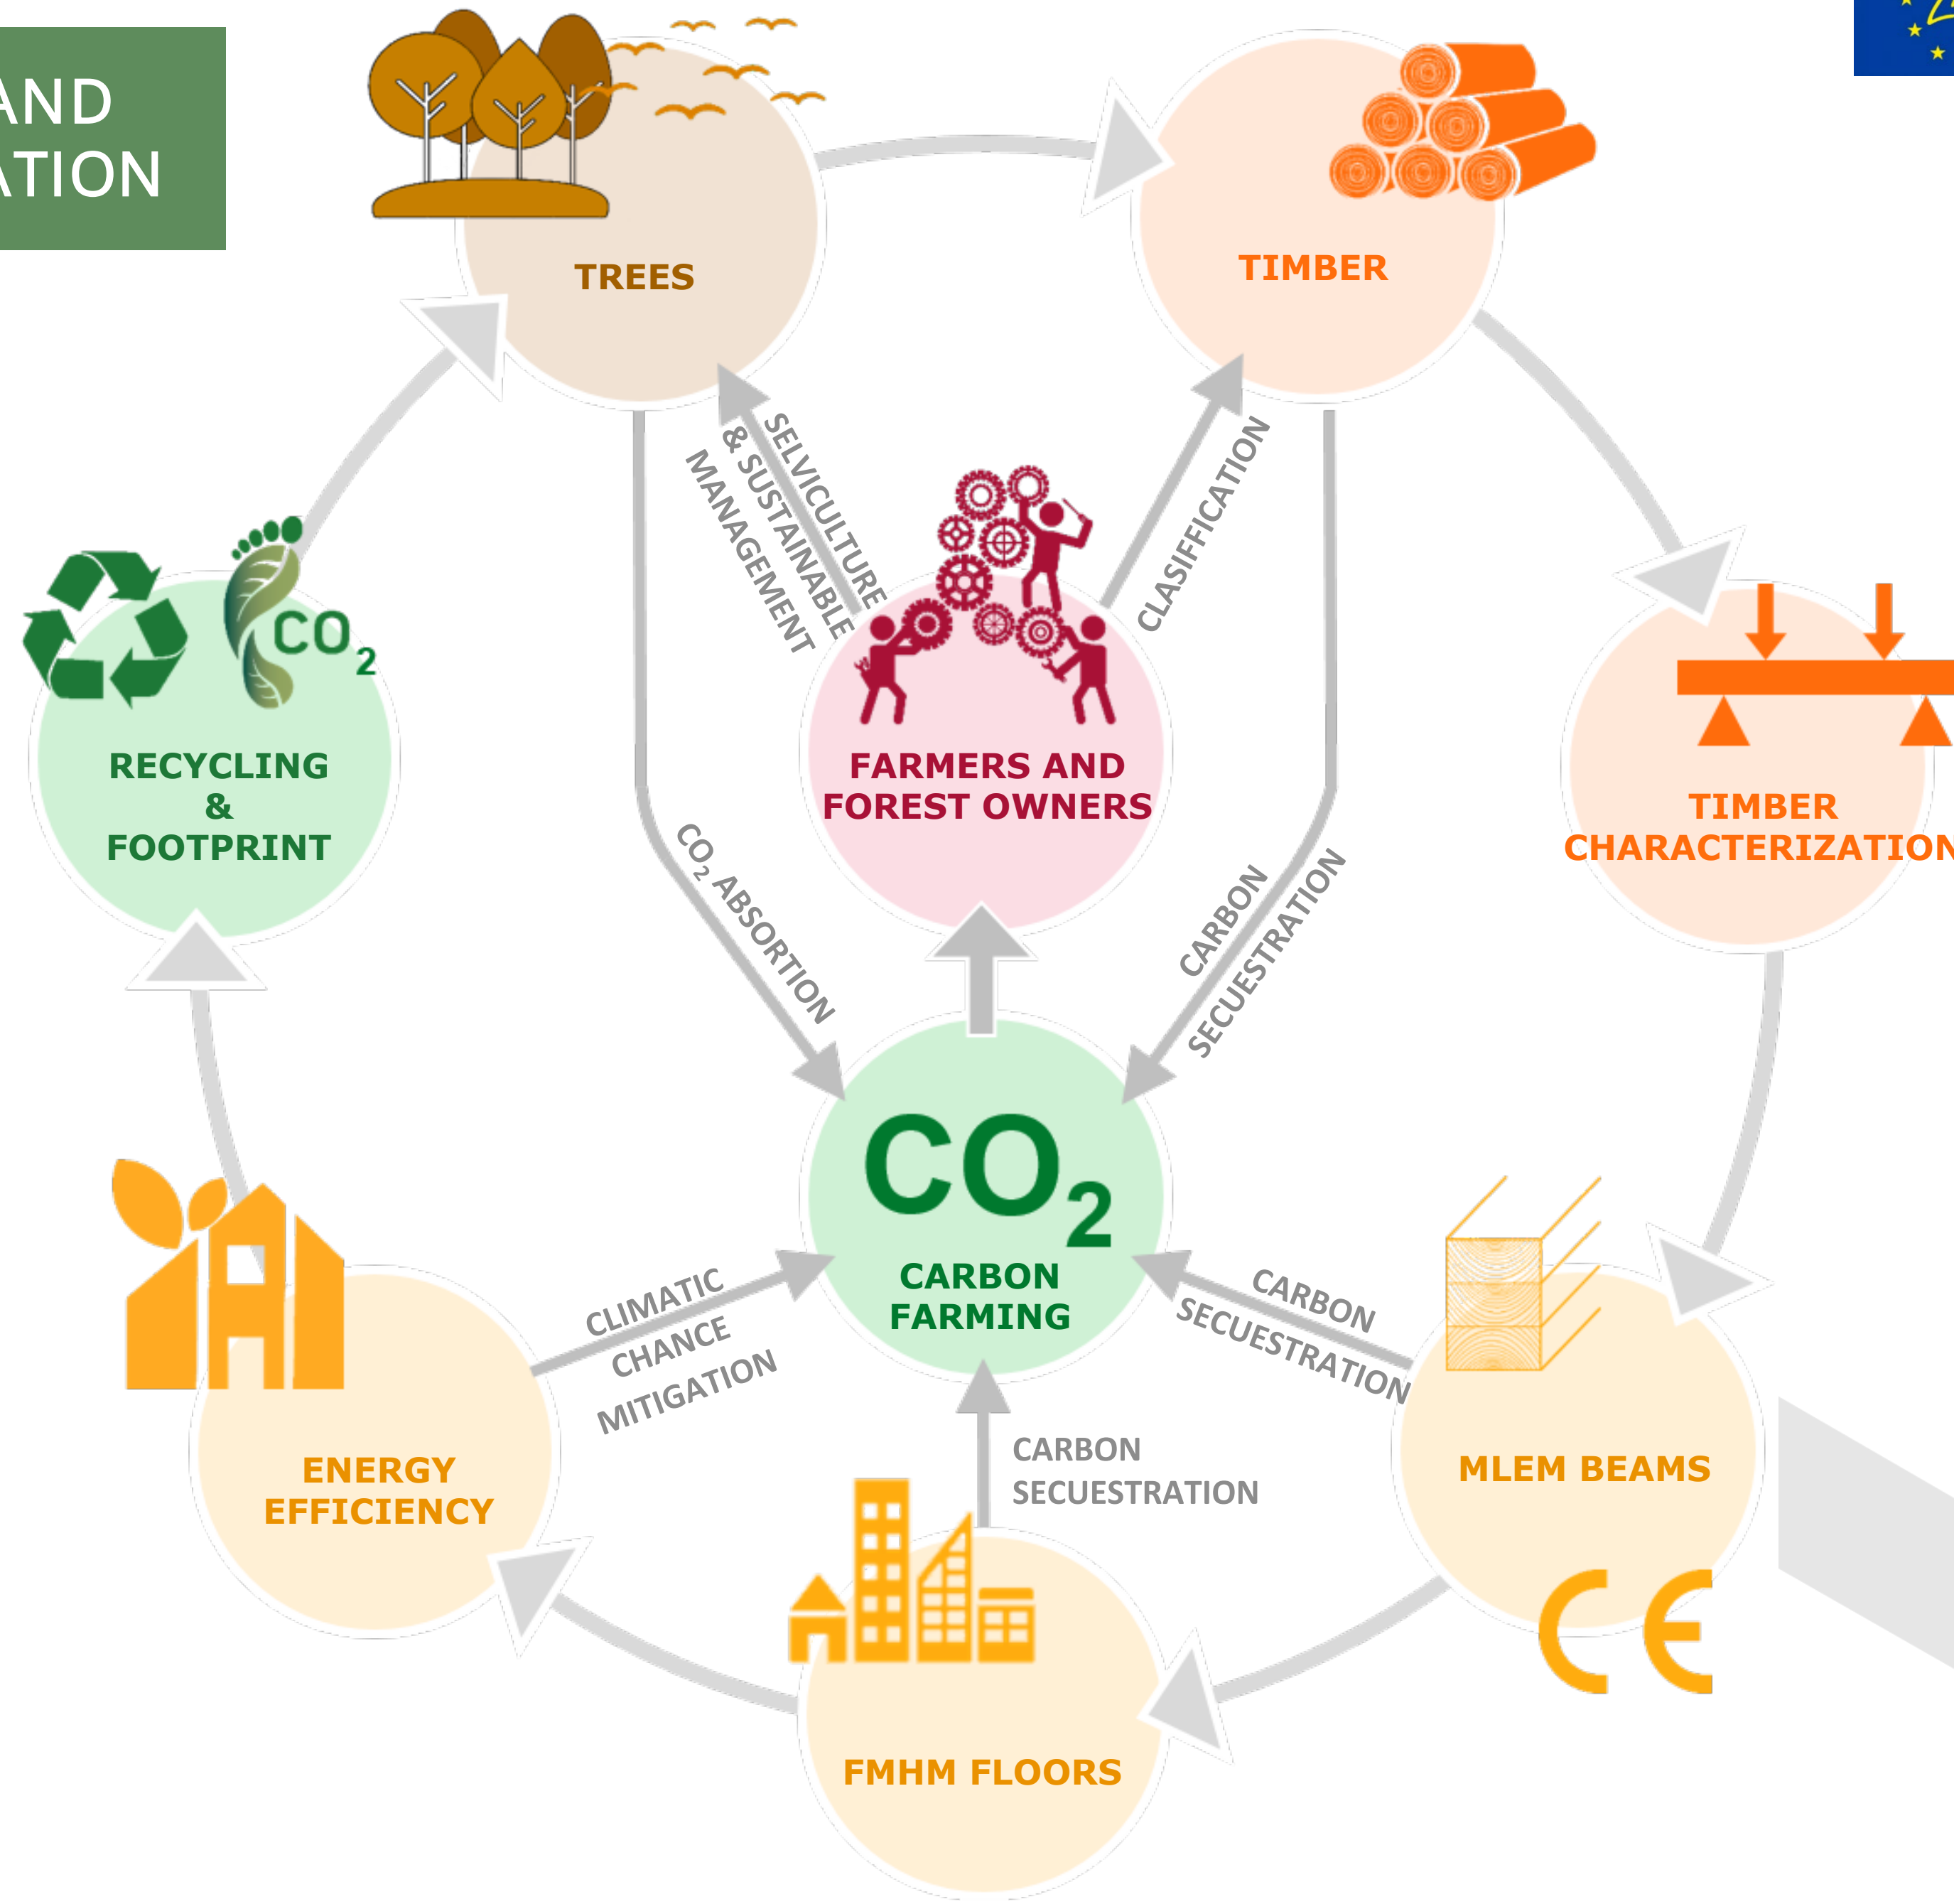 AND
ATION
TREES
TIMBER
SELVICULTURE
& SUSTAINABLE
MANAGEMENT
CLASIFFICATION
CO2
RECYCLING
&
FOOTPRINT
FARMERS AND
FOREST OWNERS
TIMBER
CHARACTERIZATION
CO2 ABSORTION
CARBON
SECUESTRATION
CO2
CARBON
FARMING
CLIMATIC
CHANCE
MITIGATION
CARBON
SECUESTRATION
CARBON
SECUESTRATION
ENERGY
EFFICIENCY
MLEM BEAMS
CE
FMHM FLOORS